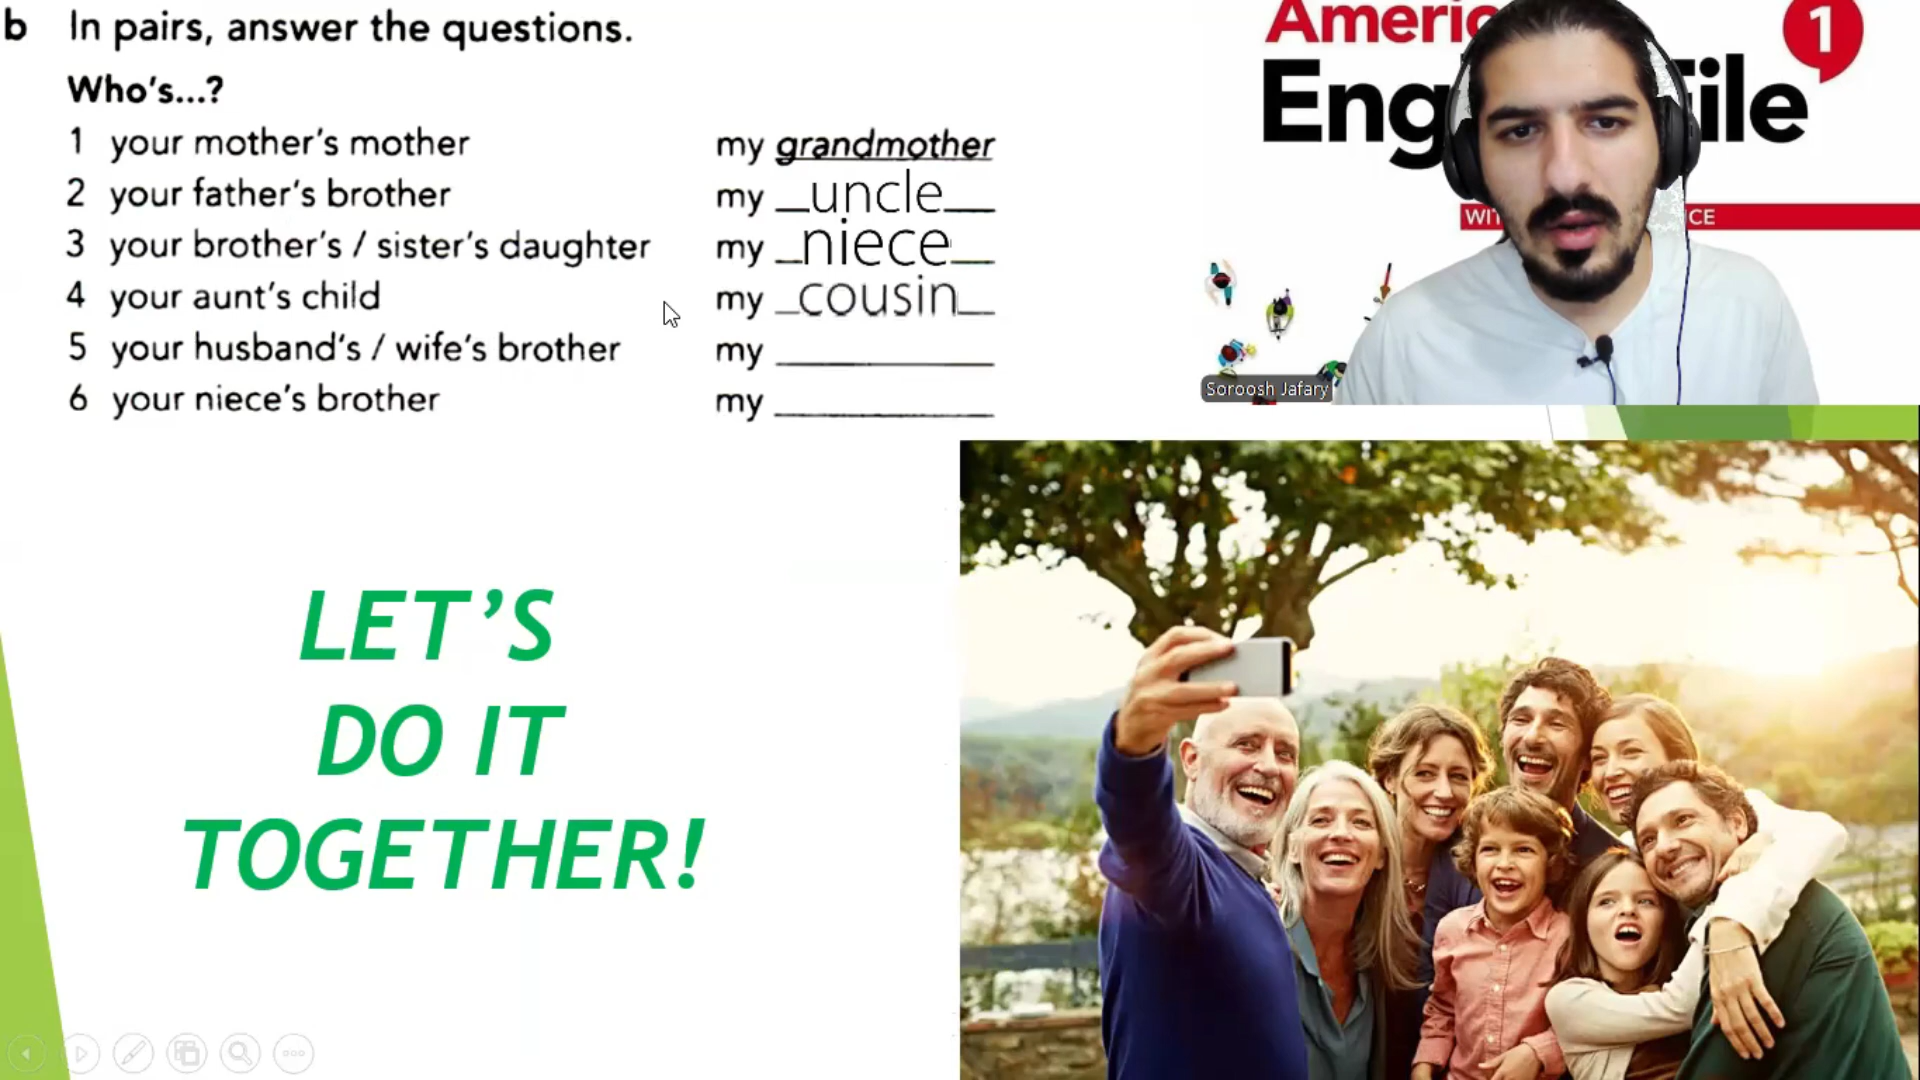 b In pairs, answer the questions.
Who's...?
1 your mother's mother my grandmother
2 your father's brother my uncle
3 your brother's / sister's daughter my niece
4 your aunt's child my cousin
5 your husband's / wife's brother my
6 your niece's brother my
LET'S
DO IT
TOGETHER!
1
Soroosh Jafary